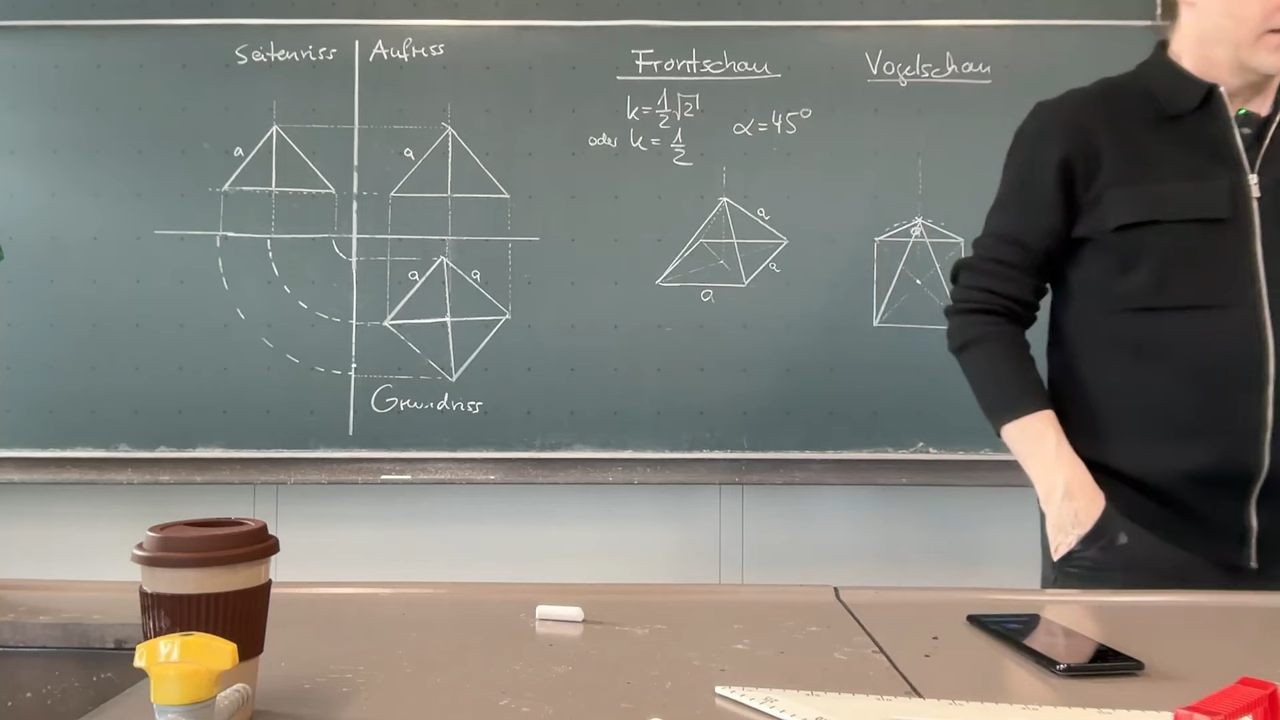 Seitenriss
Aufriss
a
a
a
a
Grundriss
Frontschau
k=½√2
oder k=½
α=45°
a
a
a
Vogelschau
a